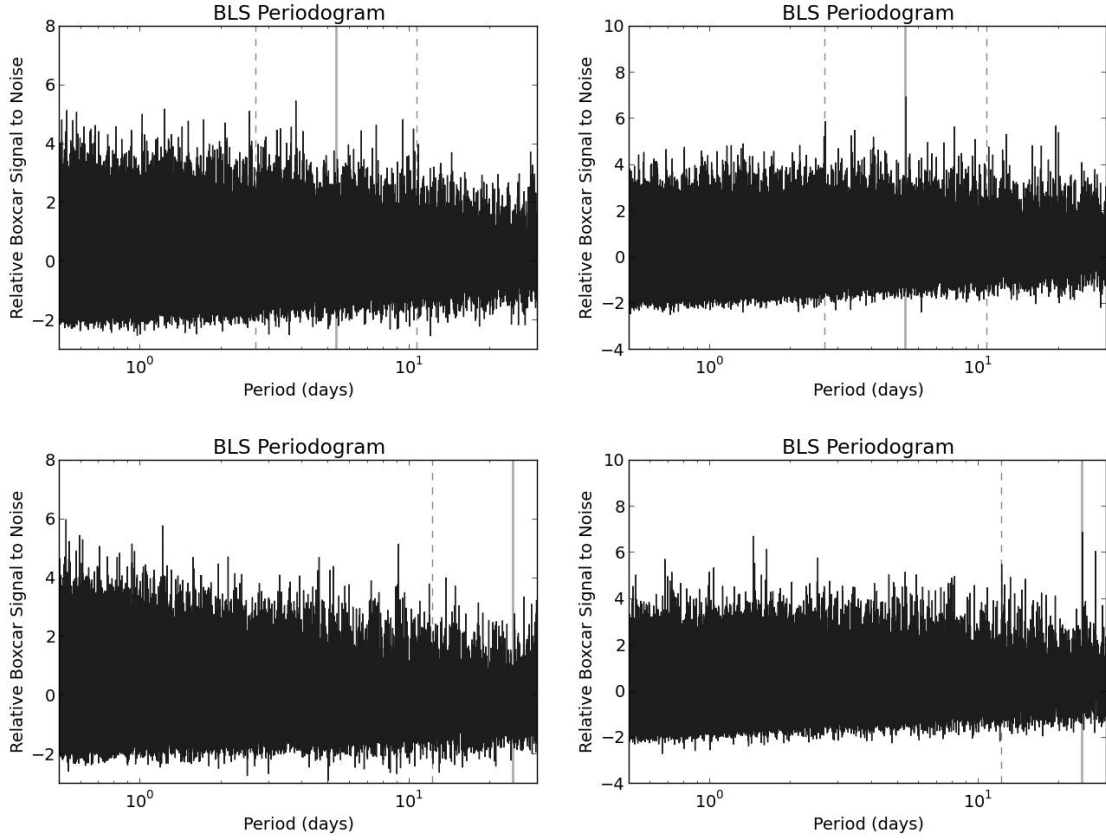 BLS Periodogram
8
6
4
2
0
−2
Relative Boxcar Signal to Noise
10⁰ 10¹
Period (days)
BLS Periodogram
10
8
6
4
2
0
−2
−4
Relative Boxcar Signal to Noise
10⁰ 10¹
Period (days)
BLS Periodogram
8
6
4
2
0
−2
Relative Boxcar Signal to Noise
10⁰ 10¹
Period (days)
BLS Periodogram
10
8
6
4
2
0
−2
−4
Relative Boxcar Signal to Noise
10⁰ 10¹
Period (days)